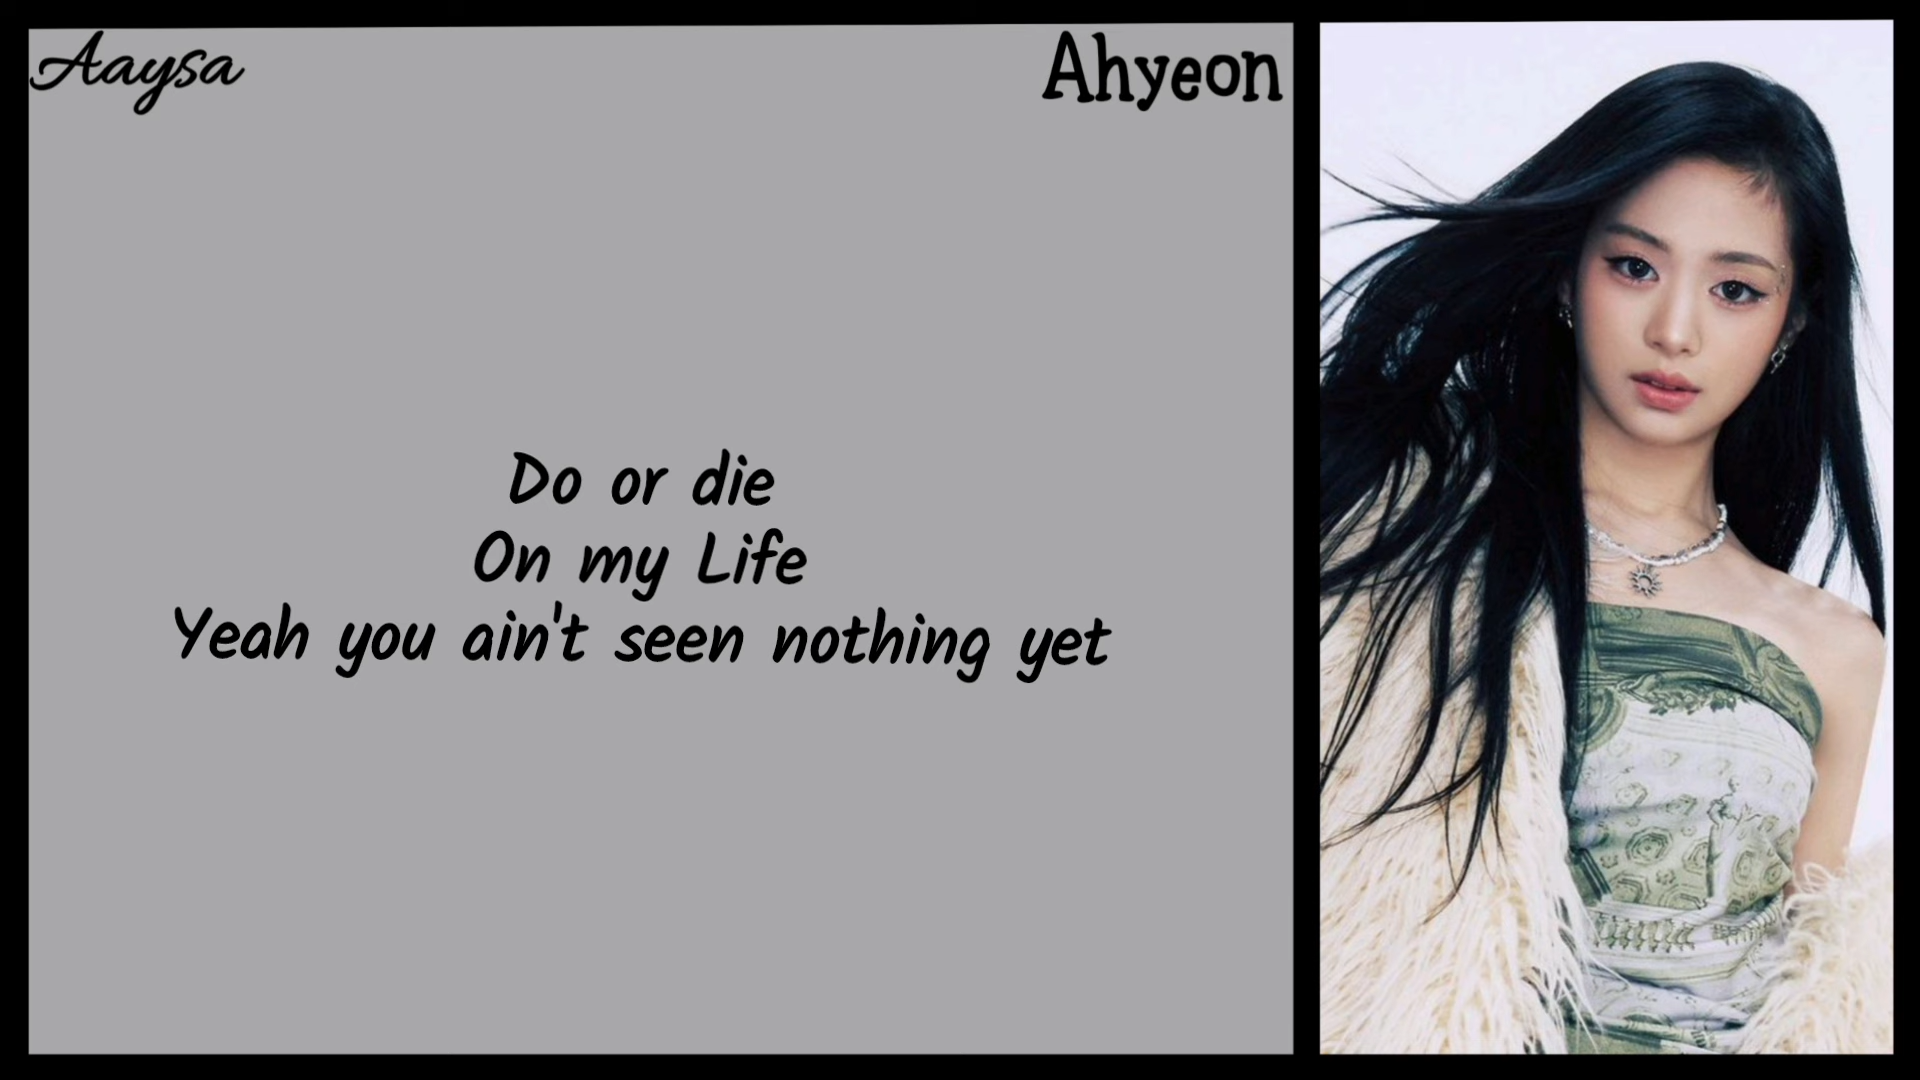 Aaysa
Ahyeon
Do or die
On my Life
Yeah you ain't seen nothing yet